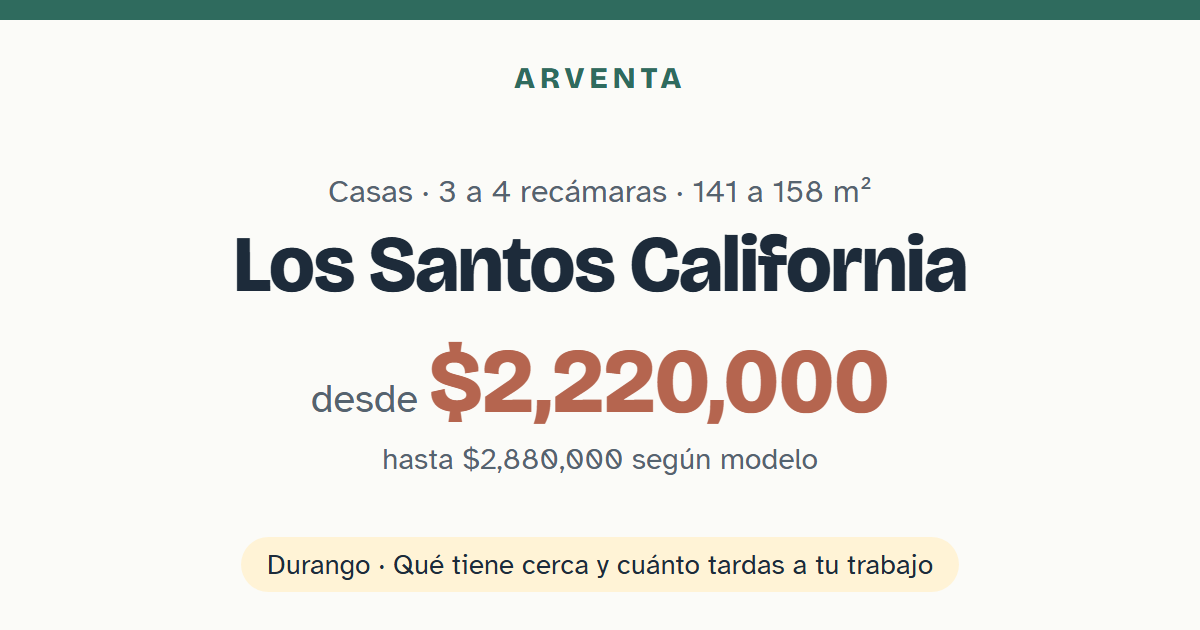 ARVENTA
Casas · 3 a 4 recámaras · 141 a 158 m²
Los Santos California
desde $2,220,000
hasta $2,880,000 según modelo
Durango · Qué tiene cerca y cuánto tardas a tu trabajo